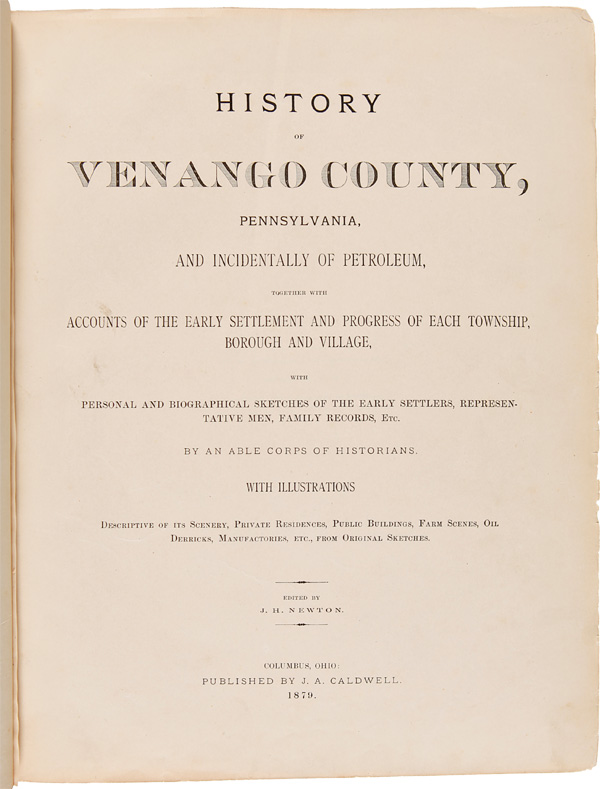 HISTORY
OF
VENANGO COUNTY,
PENNSYLVANIA,
AND INCIDENTALLY OF PETROLEUM,
TOGETHER WITH
ACCOUNTS OF THE EARLY SETTLEMENT AND PROGRESS OF EACH TOWNSHIP,
BOROUGH AND VILLAGE,
WITH
PERSONAL AND BIOGRAPHICAL SKETCHES OF THE EARLY SETTLERS, REPRESEN-
TATIVE MEN, FAMILY RECORDS, ETC.
BY AN ABLE CORPS OF HISTORIANS.
WITH ILLUSTRATIONS
DESCRIPTIVE OF ITS SCENERY, PRIVATE RESIDENCES, PUBLIC BUILDINGS, FARM SCENES, OIL
DERRICKS, MANUFACTORIES, ETC., FROM ORIGINAL SKETCHES.
EDITED BY
J. H. NEWTON.
COLUMBUS, OHIO:
PUBLISHED BY J. A. CALDWELL.
1879.